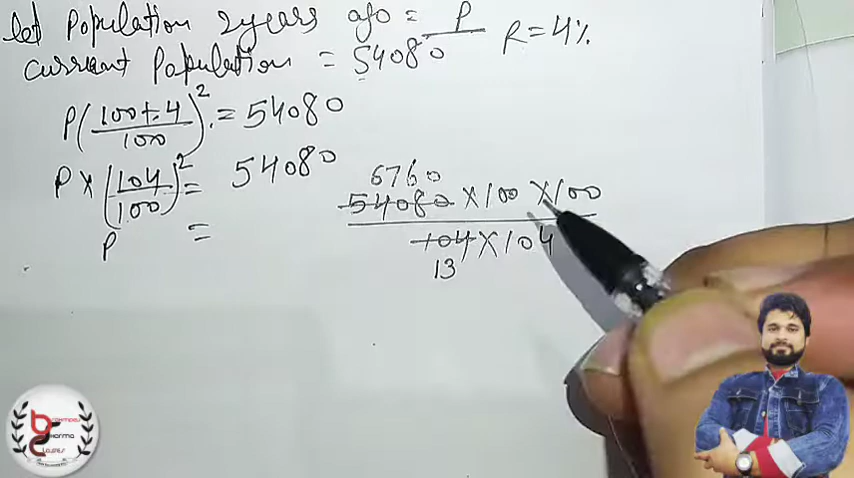 let Population 2years ago = P
R = 4%
current Population = 54080
P(100+4/100)² = 54080
P × (104/100)² = 54080
6760
P = 54080 × 100 × 100
104 × 104
13